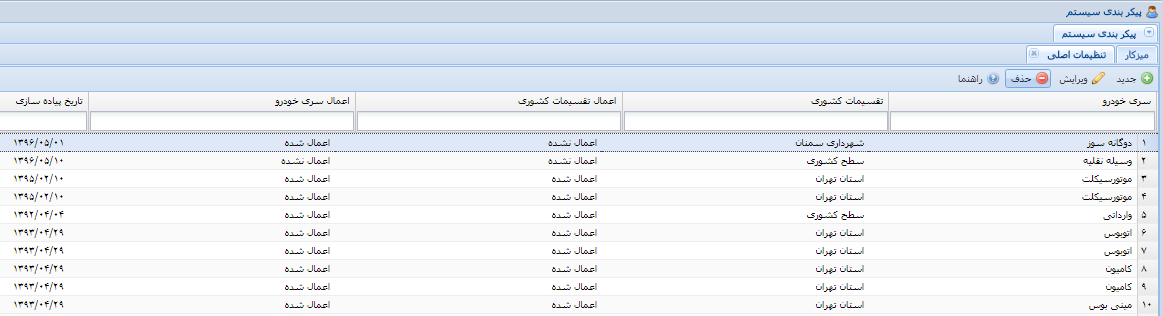 پیکر بندی سیستم
پیکر بندی سیستم
میزکار تنظیمات اصلی
جدید ویرایش حذف راهنما
سری خودرو تقسیمات کشوری اعمال تقسیمات کشوری اعمال سری خودرو تاریخ پیاده سازی
۱ دوگانه سوز شهرداری سمنان اعمال نشده اعمال شده ۱۳۹۶/۰۵/۰۱
۲ وسیله نقلیه سطح کشوری اعمال نشده اعمال نشده ۱۳۹۶/۰۵/۱۰
۳ موتورسیکلت استان تهران اعمال شده اعمال شده ۱۳۹۵/۰۲/۱۰
۴ موتورسیکلت استان تهران اعمال شده اعمال شده ۱۳۹۵/۰۲/۱۰
۵ وارداتی سطح کشوری اعمال شده اعمال شده ۱۳۹۲/۰۴/۰۴
۶ اتوبوس استان تهران اعمال شده اعمال شده ۱۳۹۳/۰۴/۲۹
۷ اتوبوس استان تهران اعمال شده اعمال شده ۱۳۹۳/۰۴/۲۹
۸ کامیون استان تهران اعمال شده اعمال شده ۱۳۹۳/۰۴/۲۹
۹ کامیون استان تهران اعمال شده اعمال شده ۱۳۹۳/۰۴/۲۹
۱۰ مینی بوس استان تهران اعمال شده اعمال شده ۱۳۹۳/۰۴/۲۹